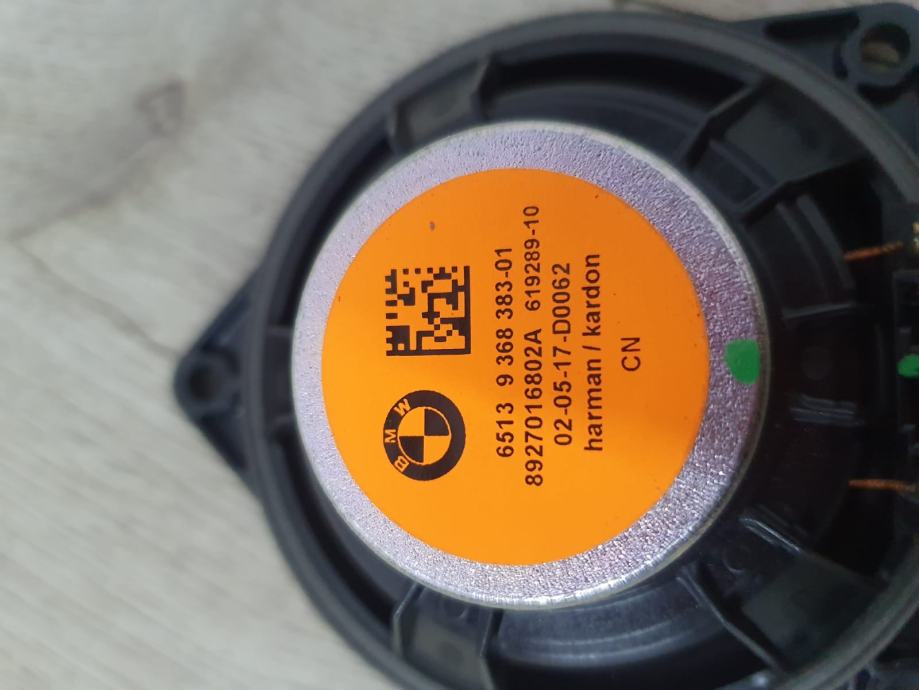 BMW
6513 9 368 383-01
8927016802A 619289-10
02-05-17-D0062
harman / kardon
CN